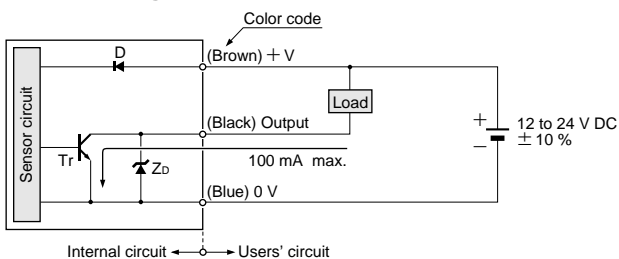 Color code
D
(Brown) +V
Sensor circuit
Load
(Black) Output
+
12 to 24 V DC
±10 %
−
Tr
ZD
100 mA max.
(Blue) 0 V
Internal circuit
Users' circuit